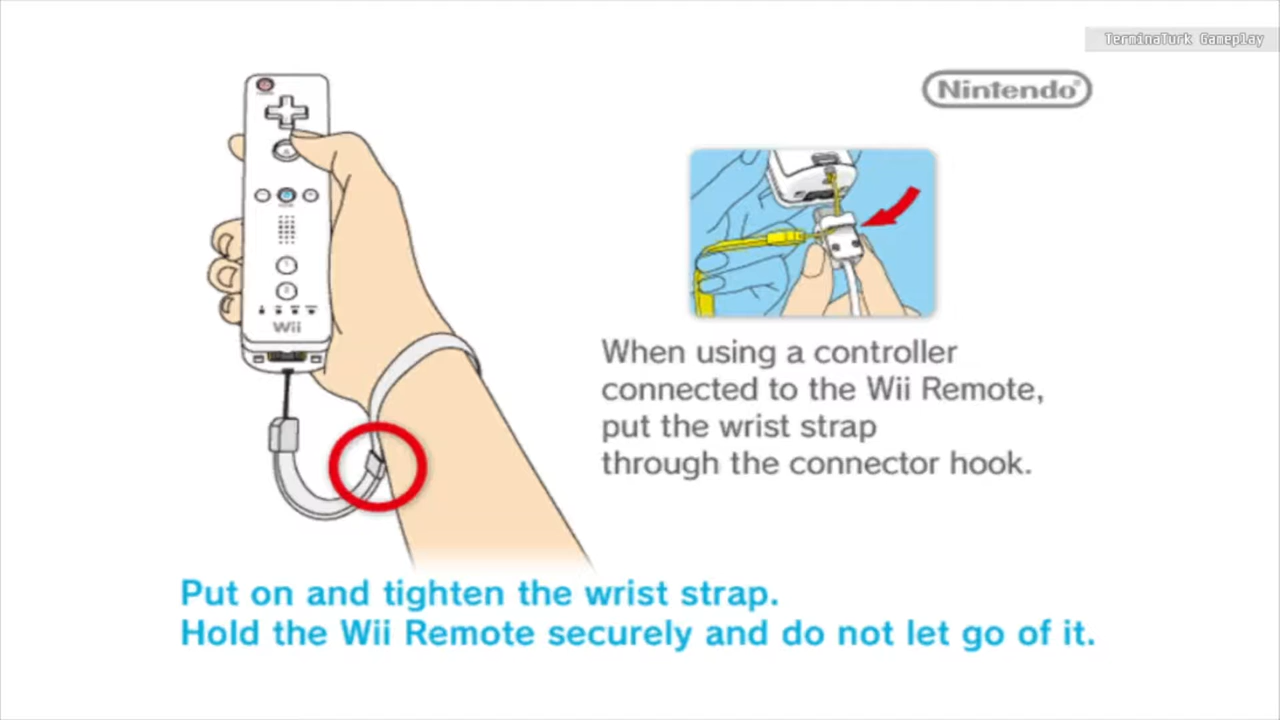 TerminaTurk Gameplay
Nintendo®
Wii
When using a controller
connected to the Wii Remote,
put the wrist strap
through the connector hook.
Put on and tighten the wrist strap.
Hold the Wii Remote securely and do not let go of it.